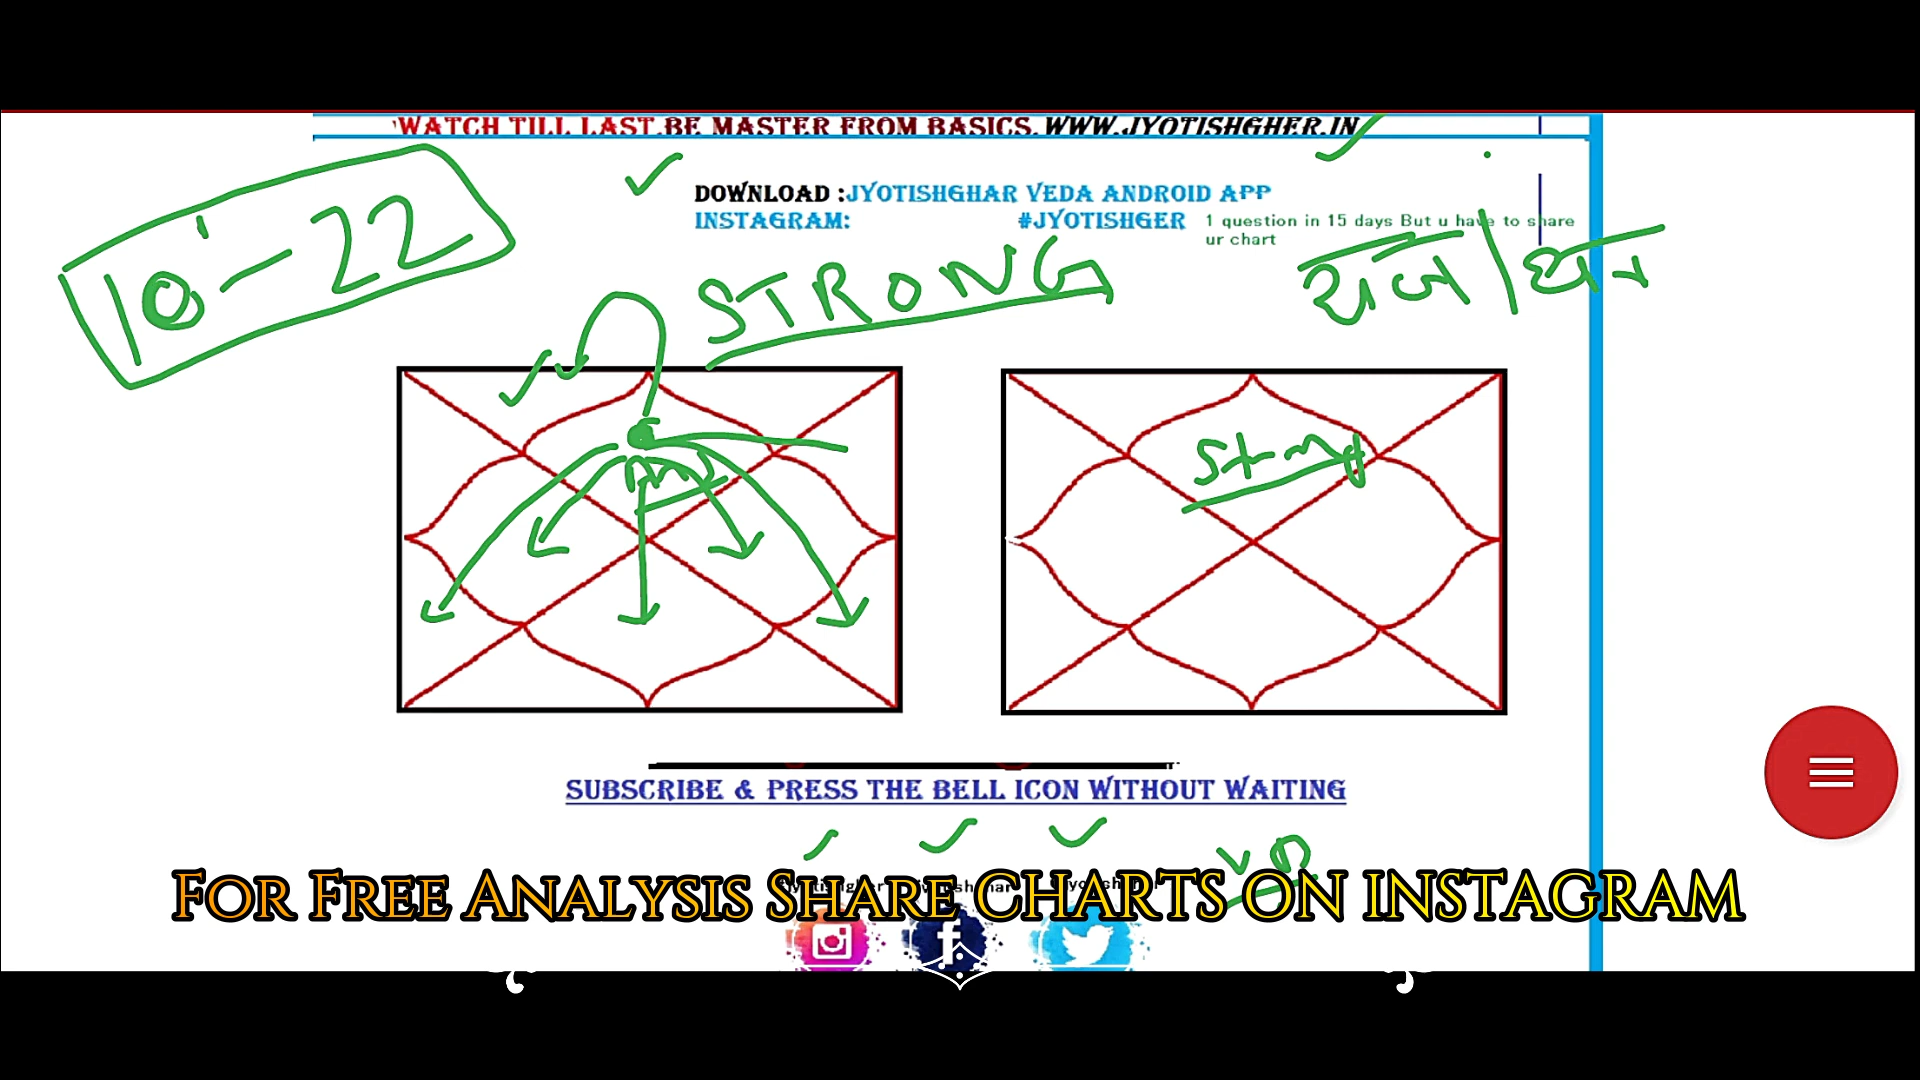 WATCH TILL LAST.BE MASTER FROM BASICS. WWW.JYOTISHGHER.IN
DOWNLOAD :JYOTISHGHAR VEDA ANDROID APP
INSTAGRAM: #JYOTISHGER
1 question in 15 days But u have to share
ur chart
10-22
STRONG
राज/धन
SUBSCRIBE & PRESS THE BELL ICON WITHOUT WAITING
FOR FREE ANALYSIS SHARE CHARTS ON INSTAGRAM